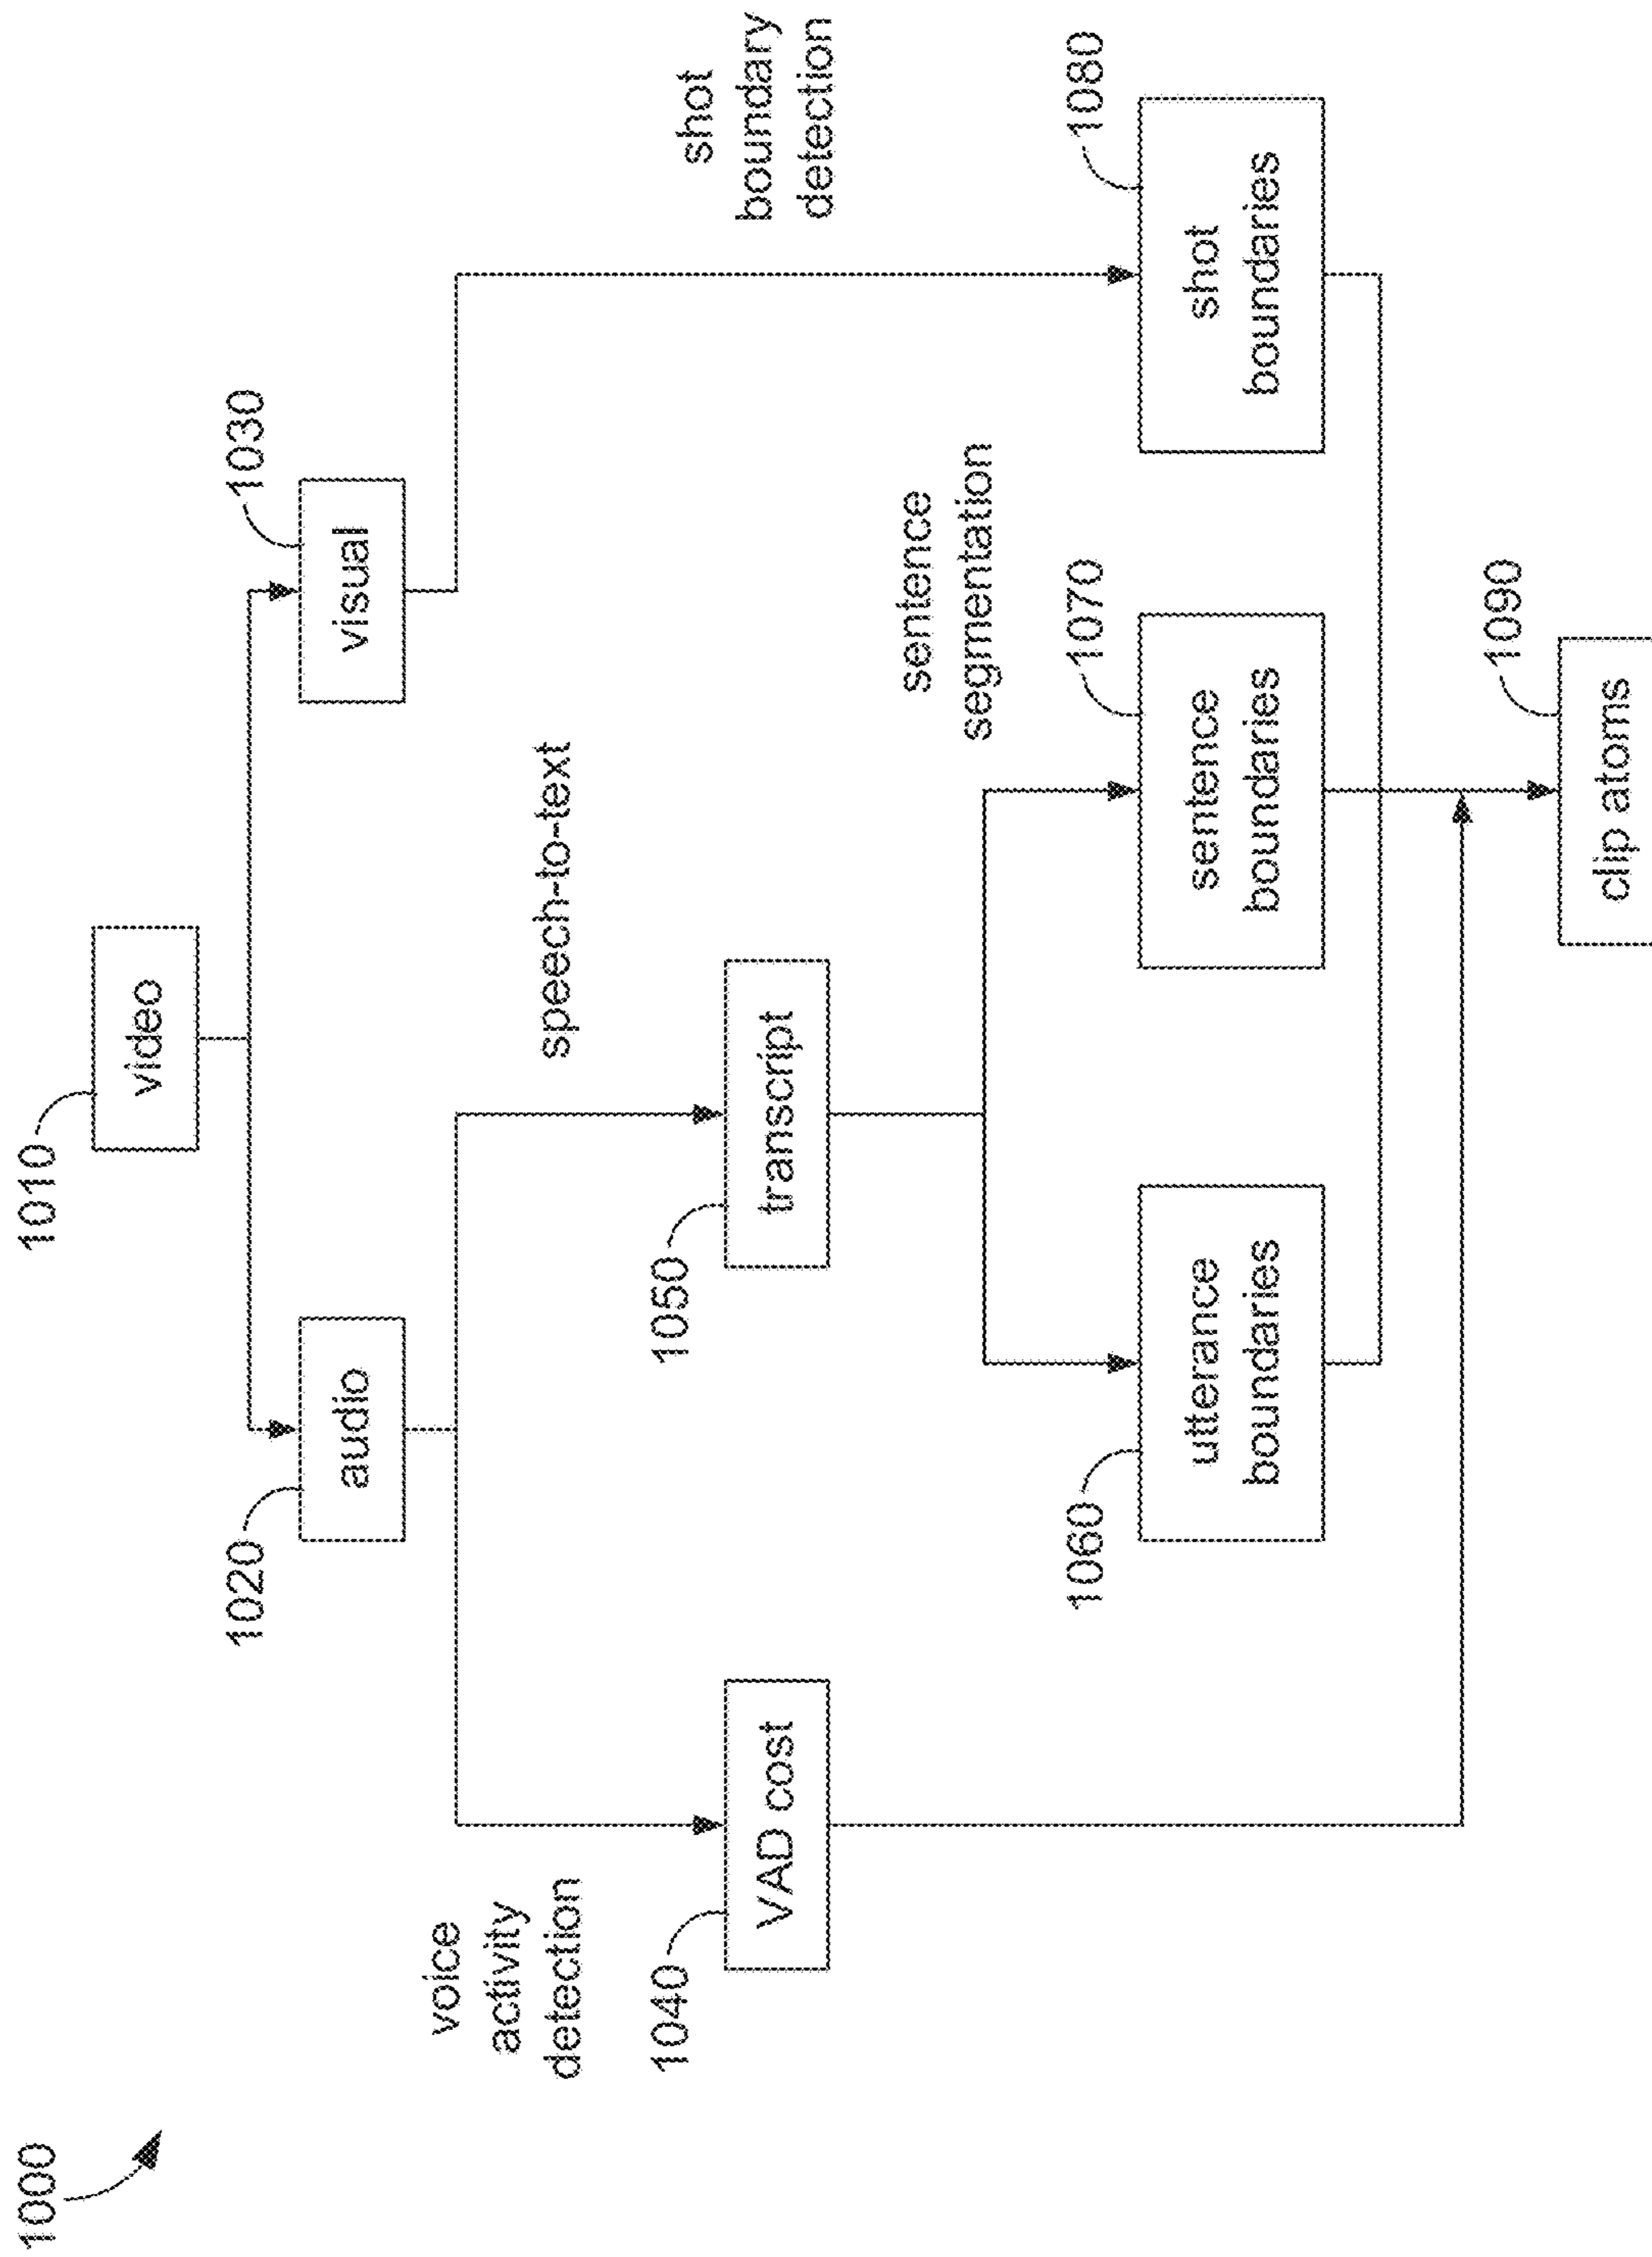 1000
1010
video
1020
audio
1030
visual
voice
activity
detection
speech-to-text
shot
boundary
detection
1040
VAD cost
1050
transcript
sentence
segmentation
1060
utterance
boundaries
1070
sentence
boundaries
1080
shot
boundaries
1090
clip atoms